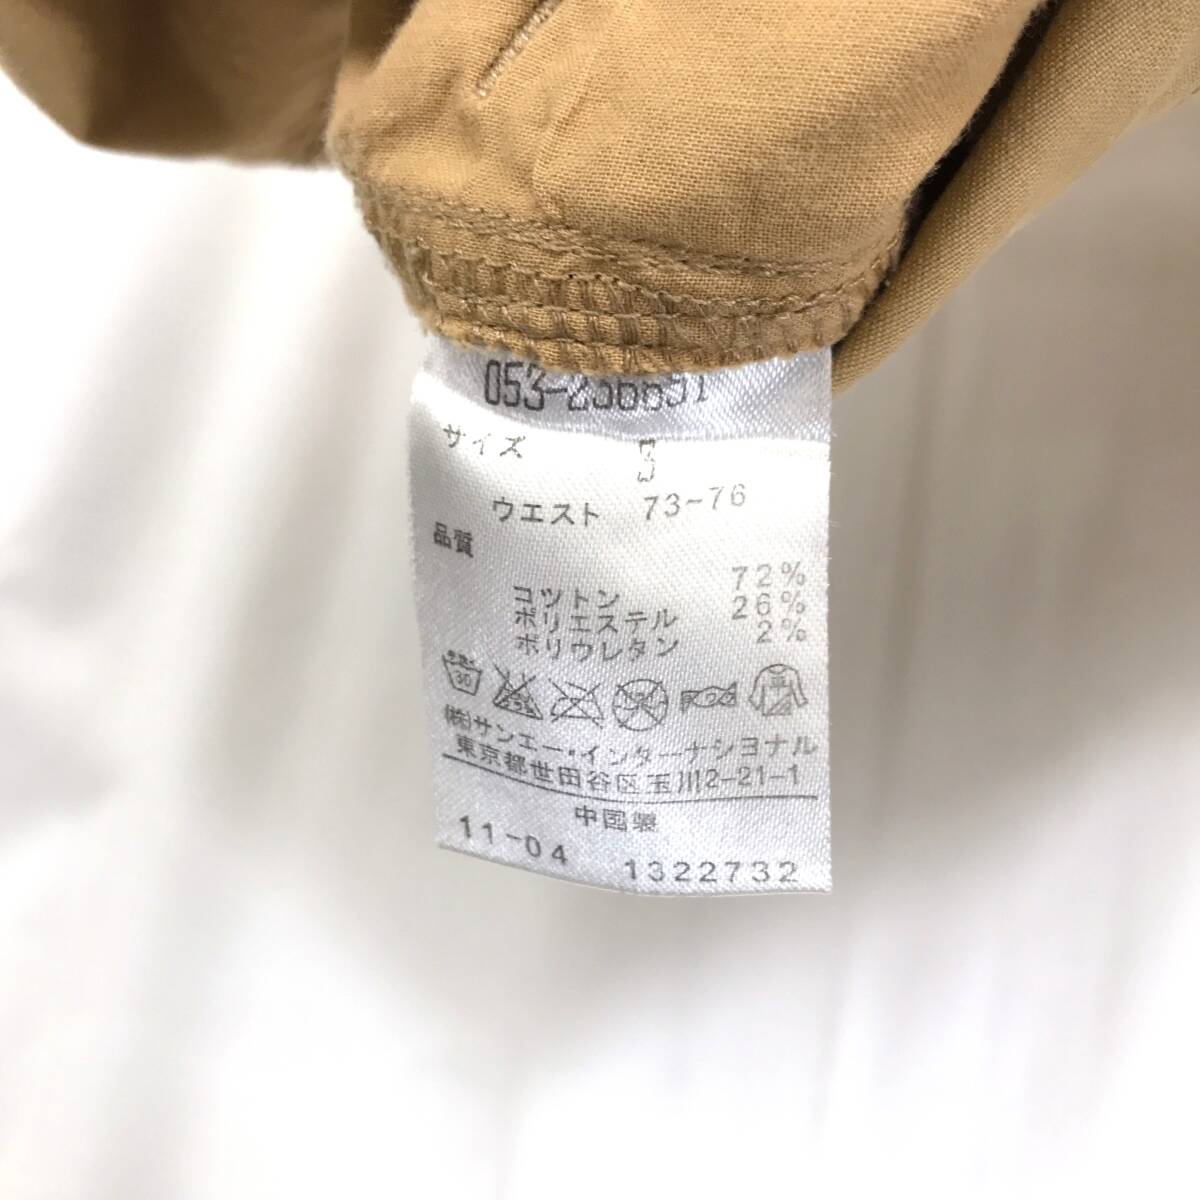 サイズ
ウエスト 73-76
品質
コットン 72%
ポリエステル 26%
ポリウレタン 2%
30
(株)サンエー・インターナショナル
東京都世田谷区玉川2-21-1
中国製
11-04 1322732